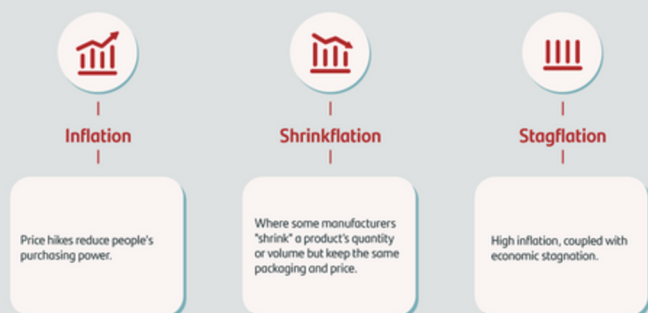 Inflation
Shrinkflation
Stagflation
Price hikes reduce people's
purchasing power.
Where some manufacturers
"shrink" a product's quantity
or volume but keep the same
packaging and price.
High inflation, coupled with
economic stagnation.